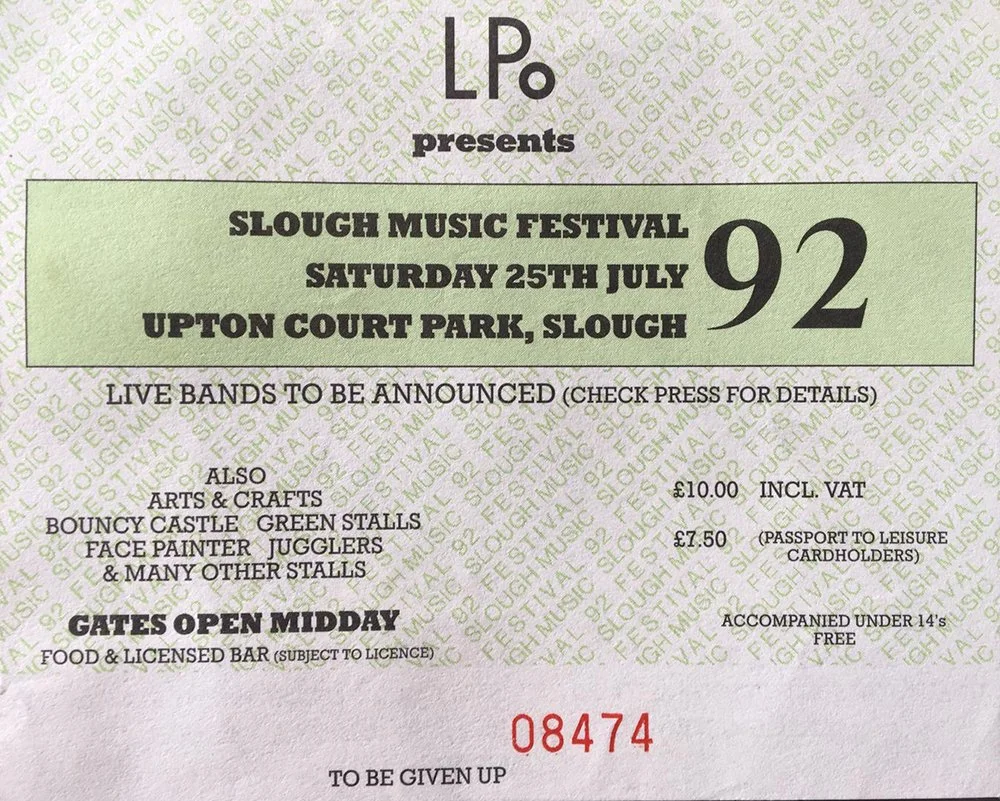 LPo
presents
SLOUGH MUSIC FESTIVAL 92
SATURDAY 25TH JULY
UPTON COURT PARK, SLOUGH
LIVE BANDS TO BE ANNOUNCED (CHECK PRESS FOR DETAILS)
ALSO
ARTS & CRAFTS
BOUNCY CASTLE GREEN STALLS
FACE PAINTER JUGGLERS
& MANY OTHER STALLS
£10.00 INCL. VAT
£7.50 (PASSPORT TO LEISURE
CARDHOLDERS)
GATES OPEN MIDDAY
FOOD & LICENSED BAR (SUBJECT TO LICENCE)
ACCOMPANIED UNDER 14's
FREE
08474
TO BE GIVEN UP